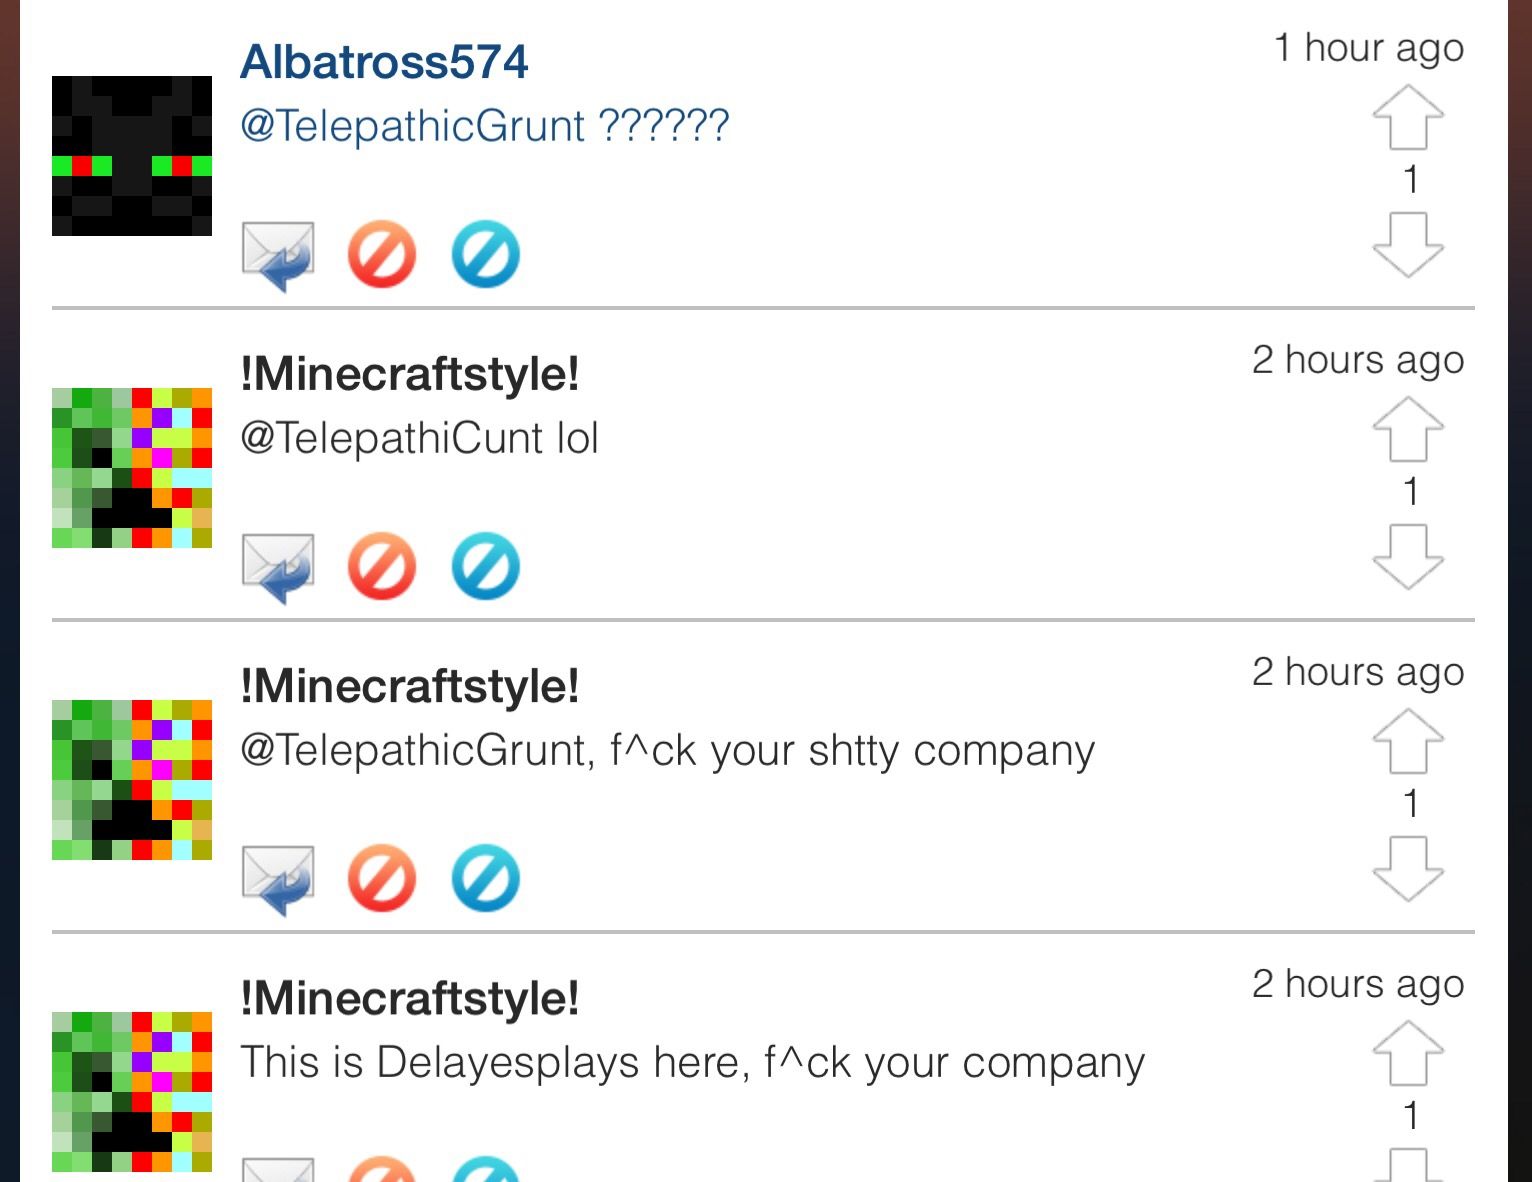 Albatross574
1 hour ago
@TelepathicGrunt ??????
1
!Minecraftstyle!
2 hours ago
@TelepathiCunt lol
1
!Minecraftstyle!
2 hours ago
@TelepathicGrunt, f^ck your shtty company
1
!Minecraftstyle!
2 hours ago
This is Delayesplays here, f^ck your company
1